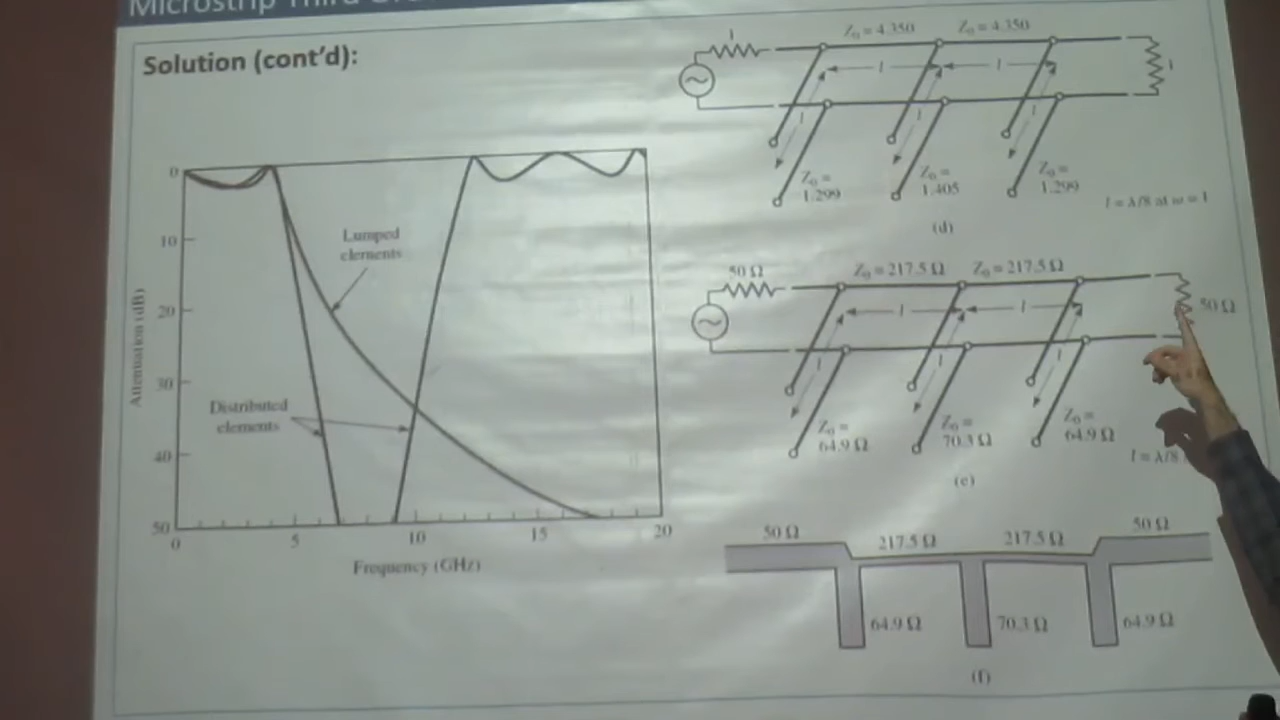 Microstrip Third
Solution (cont'd):
0
10
20
30
40
50
Attenuation (dB)
Lumped
elements
Distributed
elements
0
5
10
15
20
Frequency (GHz)
1
Z₀ = 4.350
Z₀ = 4.350
1
l
l
l
l
l
Z₀ =
1.299
Z₀ =
1.405
Z₀ =
1.299
l = λ/8 at ω = 1
(d)
50 Ω
Z₀ = 217.5 Ω
Z₀ = 217.5 Ω
50 Ω
l
l
l
l
l
Z₀ =
64.9 Ω
Z₀ =
70.3 Ω
Z₀ =
64.9 Ω
l = λ/8
(e)
50 Ω
217.5 Ω
217.5 Ω
50 Ω
64.9 Ω
70.3 Ω
64.9 Ω
(f)